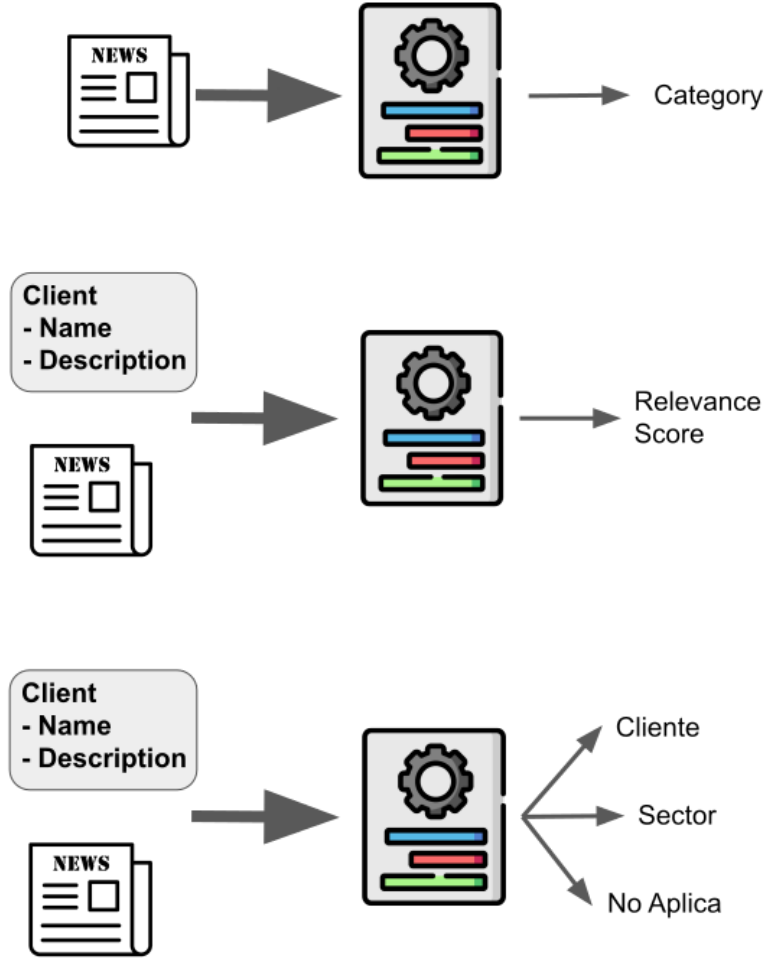 NEWS
Category
Client
- Name
- Description
NEWS
Relevance
Score
Client
- Name
- Description
NEWS
Cliente
Sector
No Aplica